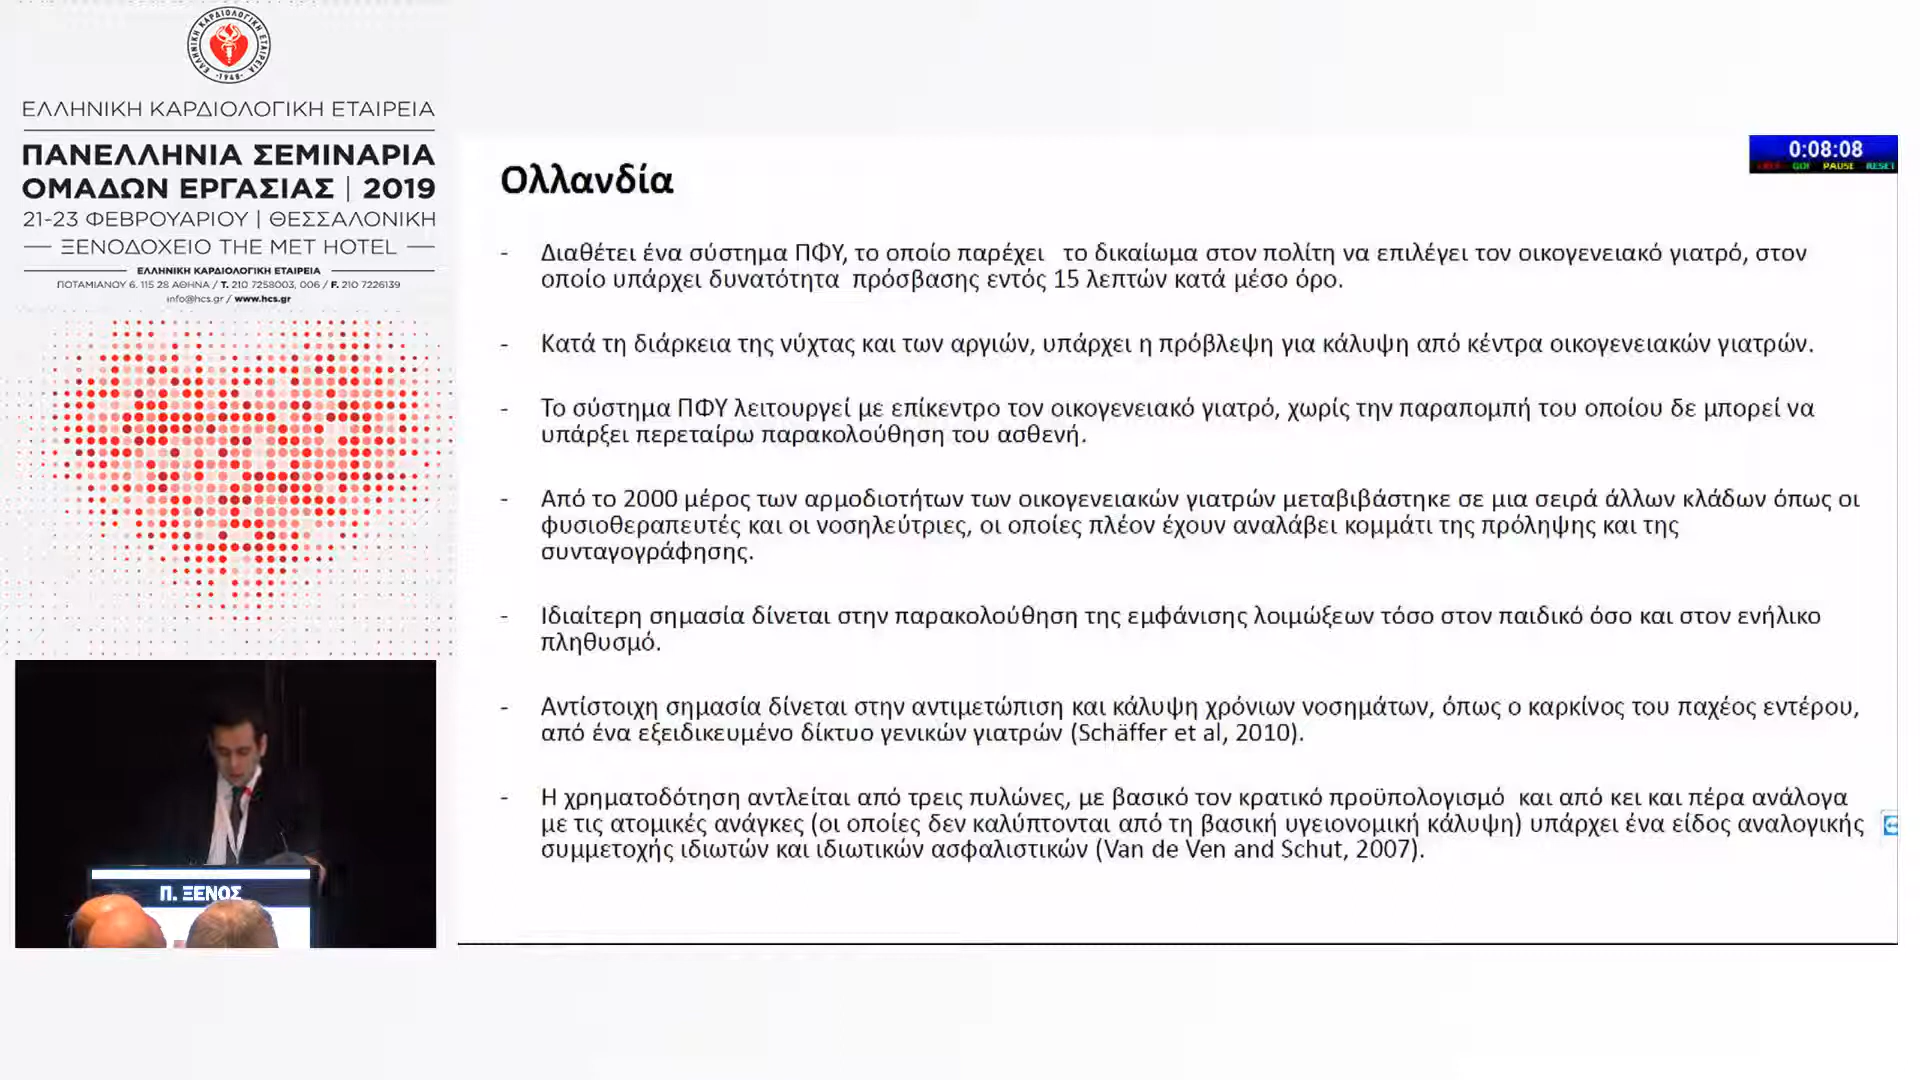 ΕΛΛΗΝΙΚΗ ΚΑΡΔΙΟΛΟΓΙΚΗ ΕΤΑΙΡΕΙΑ
·1948·
ΕΛΛΗΝΙΚΗ ΚΑΡΔΙΟΛΟΓΙΚΗ ΕΤΑΙΡΕΙΑ
ΠΑΝΕΛΛΗΝΙΑ ΣΕΜΙΝΑΡΙΑ
ΟΜΑΔΩΝ ΕΡΓΑΣΙΑΣ | 2019
21-23 ΦΕΒΡΟΥΑΡΙΟΥ | ΘΕΣΣΑΛΟΝΙΚΗ
ΞΕΝΟΔΟΧΕΙΟ THE MET HOTEL
ΕΛΛΗΝΙΚΗ ΚΑΡΔΙΟΛΟΓΙΚΗ ΕΤΑΙΡΕΙΑ
ΠΟΤΑΜΙΑΝΟΥ 6. 115 28 ΑΘΗΝΑ / T. 210 7258003, 006 / F. 210 7226139
info@hcs.gr / www.hcs.gr
Π. ΞΕΝΟΣ
0:08:08
GO! PAUSE RESET
Ολλανδία
- Διαθέτει ένα σύστημα ΠΦΥ, το οποίο παρέχει το δικαίωμα στον πολίτη να επιλέγει τον οικογενειακό γιατρό, στον
οποίο υπάρχει δυνατότητα πρόσβασης εντός 15 λεπτών κατά μέσο όρο.
- Κατά τη διάρκεια της νύχτας και των αργιών, υπάρχει η πρόβλεψη για κάλυψη από κέντρα οικογενειακών γιατρών.
- Το σύστημα ΠΦΥ λειτουργεί με επίκεντρο τον οικογενειακό γιατρό, χωρίς την παραπομπή του οποίου δε μπορεί να
υπάρξει περεταίρω παρακολούθηση του ασθενή.
- Από το 2000 μέρος των αρμοδιοτήτων των οικογενειακών γιατρών μεταβιβάστηκε σε μια σειρά άλλων κλάδων όπως οι
φυσιοθεραπευτές και οι νοσηλεύτριες, οι οποίες πλέον έχουν αναλάβει κομμάτι της πρόληψης και της
συνταγογράφησης.
- Ιδιαίτερη σημασία δίνεται στην παρακολούθηση της εμφάνισης λοιμώξεων τόσο στον παιδικό όσο και στον ενήλικο
πληθυσμό.
- Αντίστοιχη σημασία δίνεται στην αντιμετώπιση και κάλυψη χρόνιων νοσημάτων, όπως ο καρκίνος του παχέος εντέρου,
από ένα εξειδικευμένο δίκτυο γενικών γιατρών (Schäffer et al, 2010).
- Η χρηματοδότηση αντλείται από τρεις πυλώνες, με βασικό τον κρατικό προϋπολογισμό και από κει και πέρα ανάλογα
με τις ατομικές ανάγκες (οι οποίες δεν καλύπτονται από τη βασική υγειονομική κάλυψη) υπάρχει ένα είδος αναλογικής
συμμετοχής ιδιωτών και ιδιωτικών ασφαλιστικών (Van de Ven and Schut, 2007).